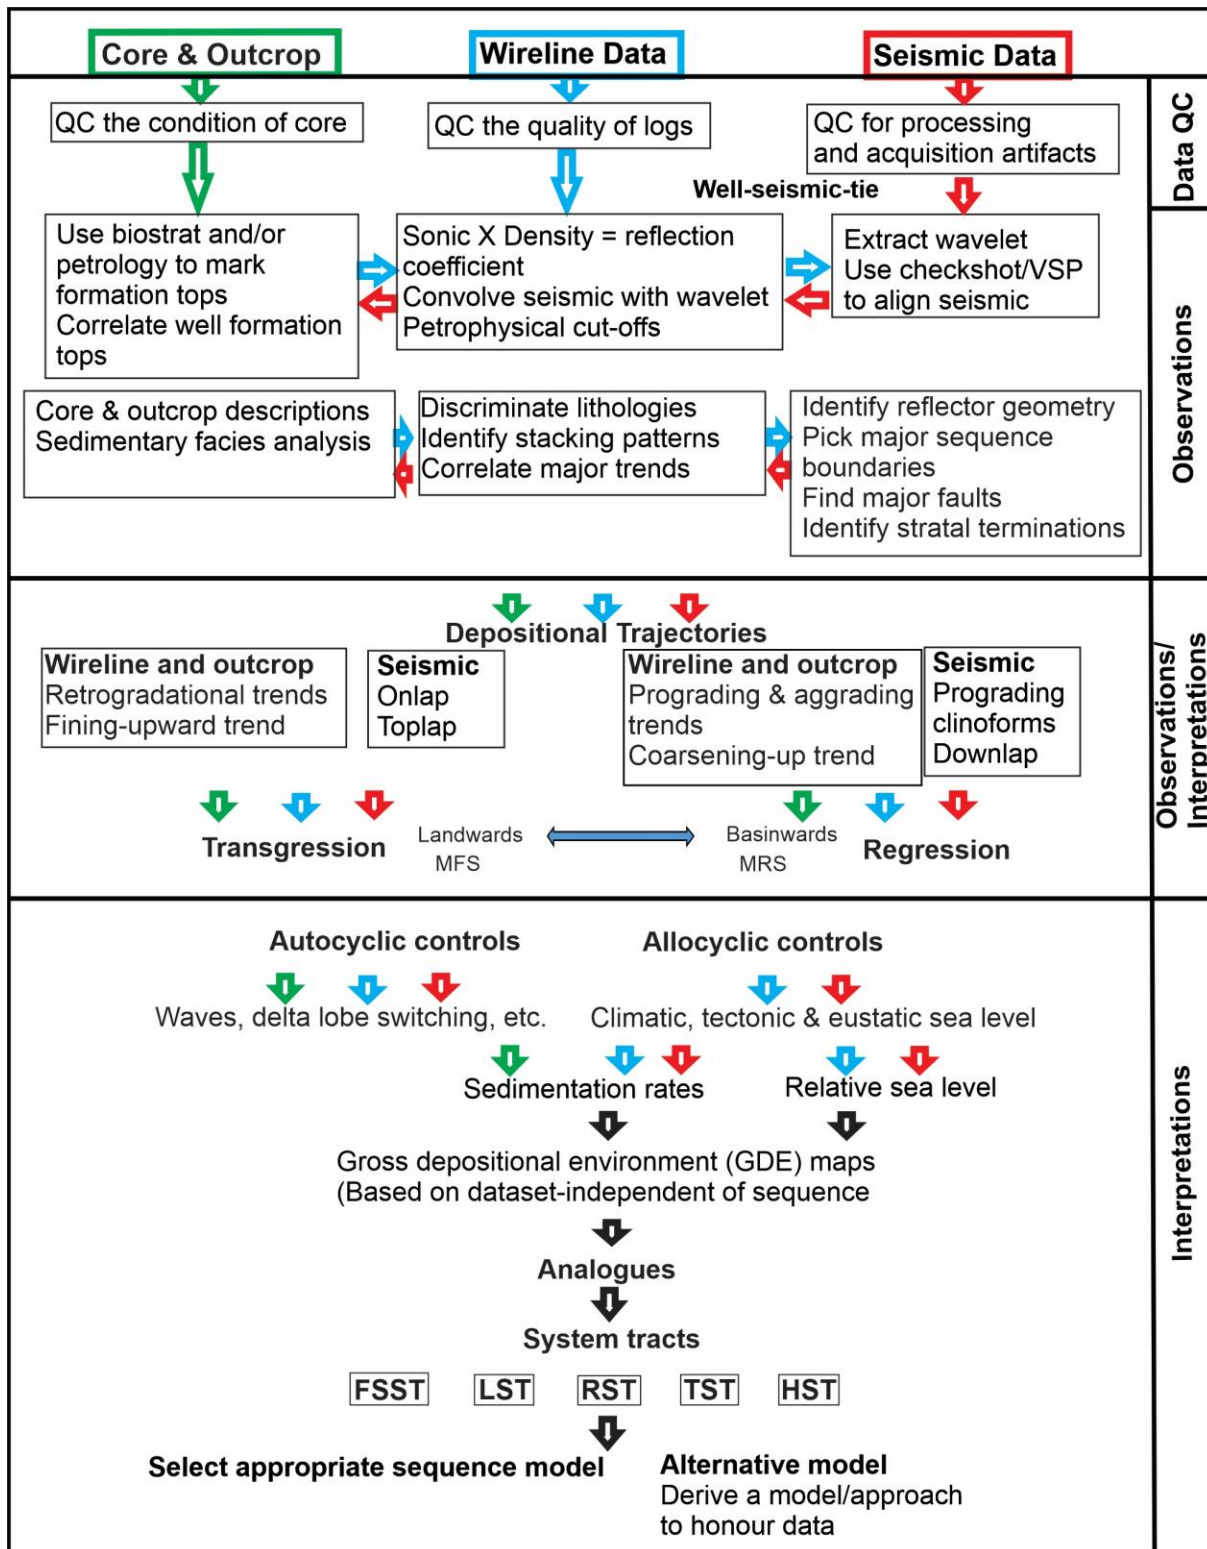 Core & Outcrop
Wireline Data
Seismic Data
Data QC
QC the condition of core
QC the quality of logs
QC for processing
and acquisition artifacts
Well-seismic-tie
Observations
Use biostrat and/or
petrology to mark
formation tops
Correlate well formation
tops
Sonic X Density = reflection
coefficient
Convolve seismic with wavelet
Petrophysical cut-offs
Extract wavelet
Use checkshot/VSP
to align seismic
Core & outcrop descriptions
Sedimentary facies analysis
Discriminate lithologies
Identify stacking patterns
Correlate major trends
Identify reflector geometry
Pick major sequence
boundaries
Find major faults
Identify stratal terminations
Observations/
Interpretations
Depositional Trajectories
Wireline and outcrop
Retrogradational trends
Fining-upward trend
Seismic
Onlap
Toplap
Wireline and outcrop
Prograding & aggrading
trends
Coarsening-up trend
Seismic
Prograding
clinoforms
Downlap
Transgression
Landwards
MFS
Basinwards
MRS
Regression
Interpretations
Autocyclic controls
Allocyclic controls
Waves, delta lobe switching, etc.
Climatic, tectonic & eustatic sea level
Sedimentation rates
Relative sea level
Gross depositional environment (GDE) maps
(Based on dataset-independent of sequence
Analogues
System tracts
FSST
LST
RST
TST
HST
Select appropriate sequence model
Alternative model
Derive a model/approach
to honour data